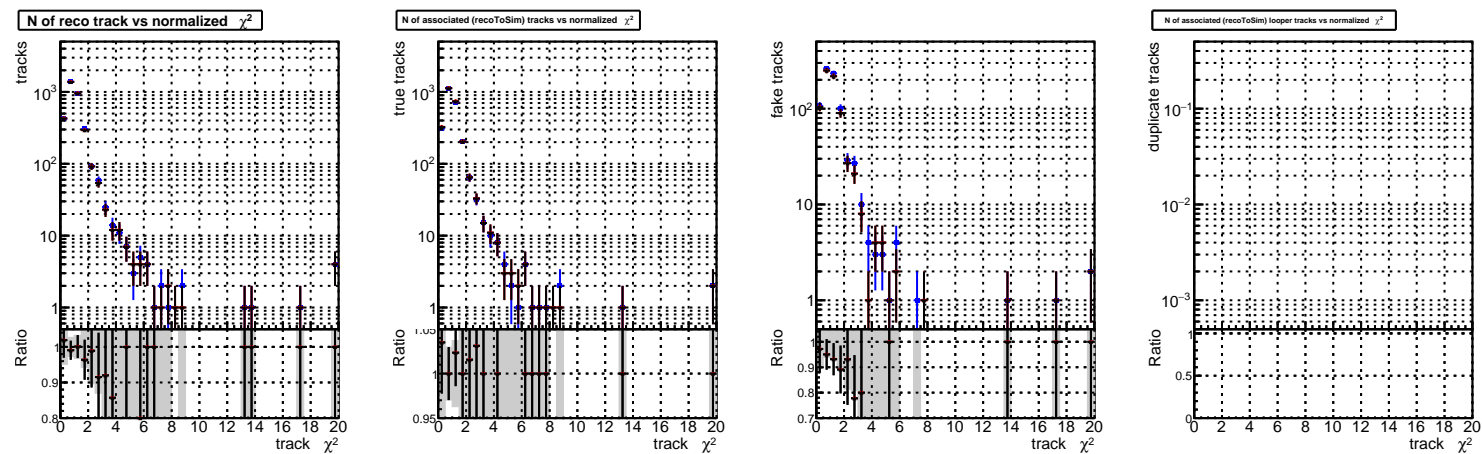 N of reco track vs normalized χ²
tracks
10³
10²
10
1
Ratio
1
0.9
0.8
0 2 4 6 8 10 12 14 16 18 20
track χ²
N of associated (recoToSim) tracks vs normalized χ²
true tracks
10³
10²
10
1
Ratio
1.05
1
0.95
0 2 4 6 8 10 12 14 16 18 20
track χ²
fake tracks
10²
10
1
Ratio
1
0.9
0.8
0.7
0 2 4 6 8 10 12 14 16 18 20
track χ²
N of associated (recoToSim) looper tracks vs normalized χ²
duplicate tracks
10⁻¹
10⁻²
10⁻³
Ratio
1
0.5
0
0 2 4 6 8 10 12 14 16 18 20
track χ²